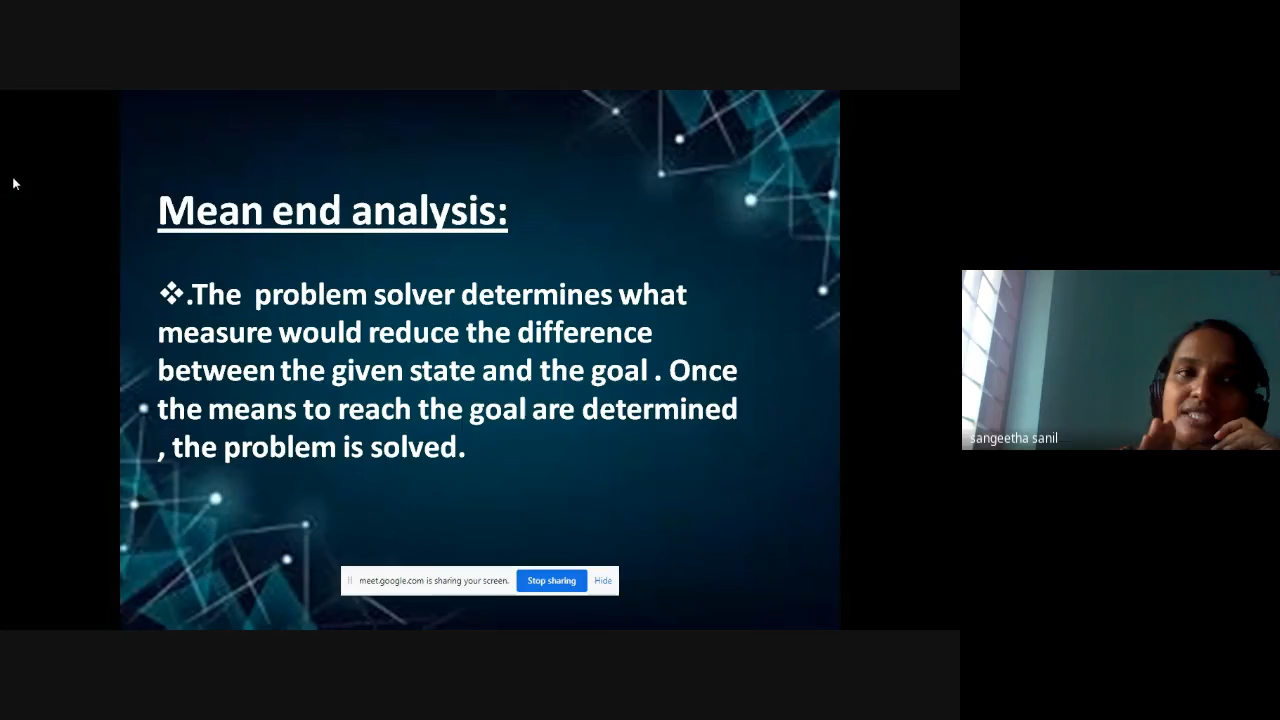 Mean end analysis:
❖.The problem solver determines what
measure would reduce the difference
between the given state and the goal . Once
the means to reach the goal are determined
, the problem is solved.
meet.google.com is sharing your screen. Stop sharing Hide
sangeetha sanil